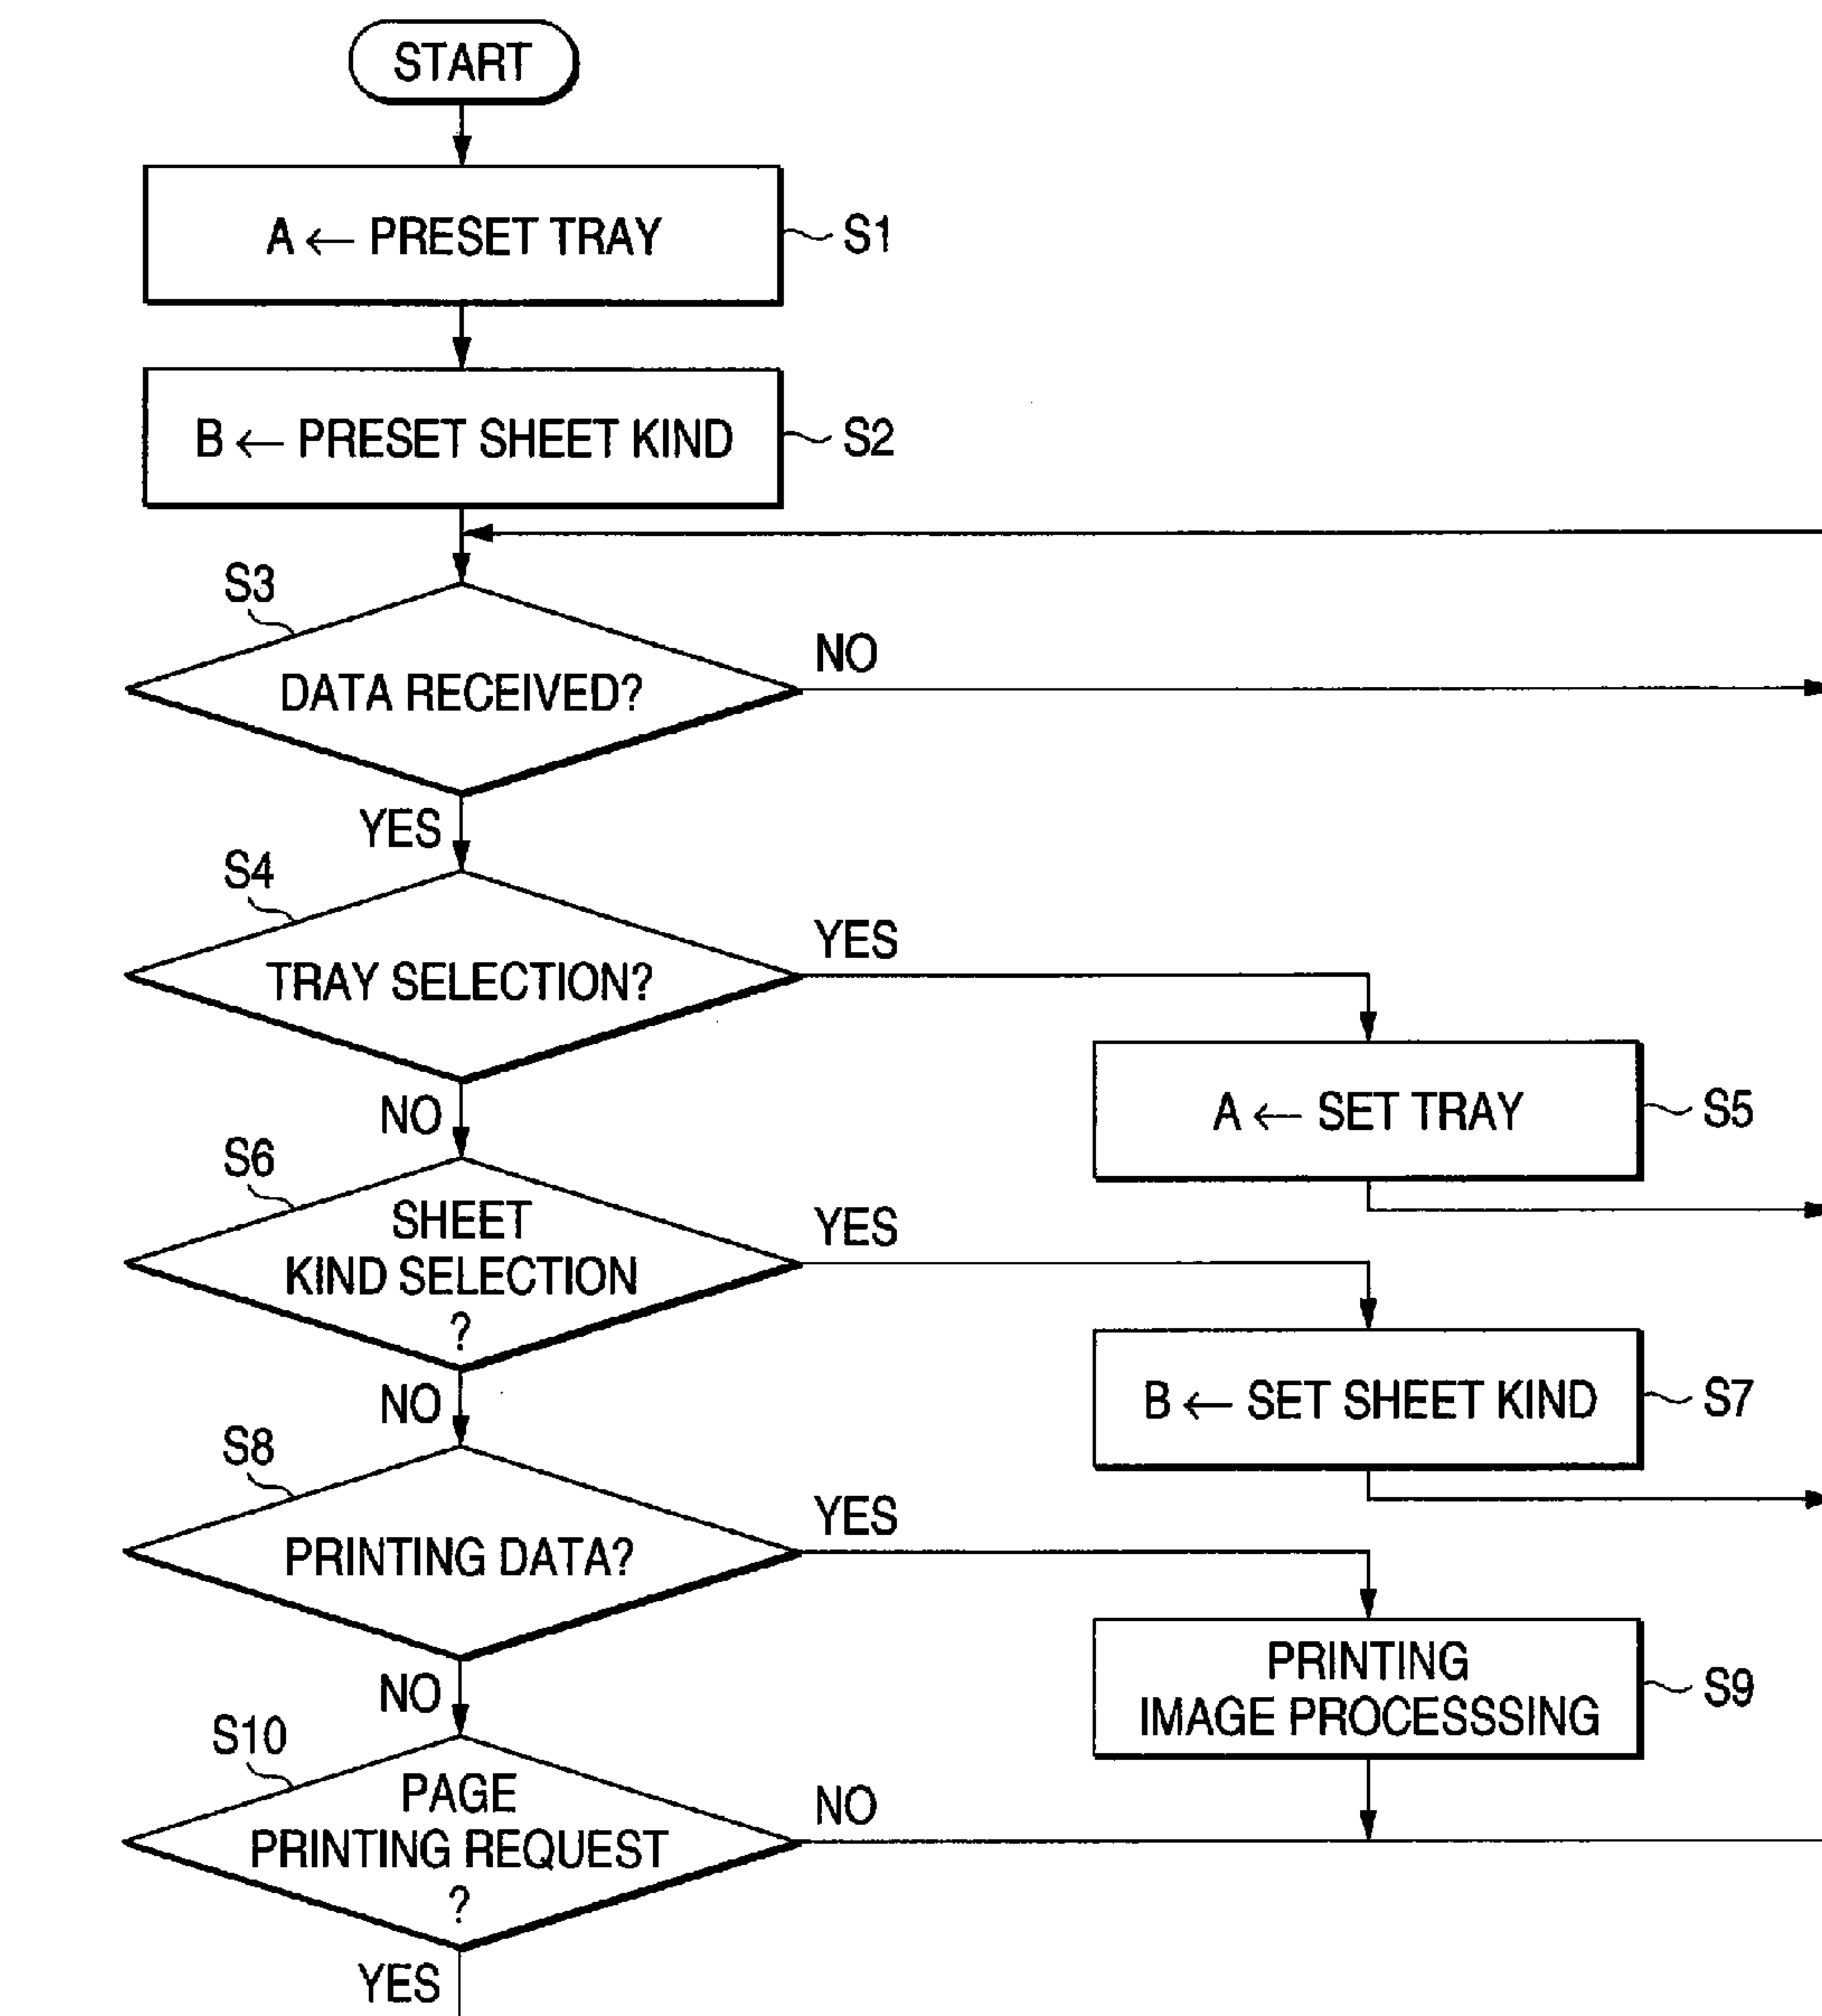 START
A ← PRESET TRAY
S1
B ← PRESET SHEET KIND
S2
S3
DATA RECEIVED?
NO
YES
S4
TRAY SELECTION?
YES
NO
A ← SET TRAY
S5
S6
SHEET
KIND SELECTION
?
YES
NO
B ← SET SHEET KIND
S7
S8
PRINTING DATA?
YES
NO
PRINTING
IMAGE PROCESSSING
S9
S10
PAGE
PRINTING REQUEST
?
NO
YES